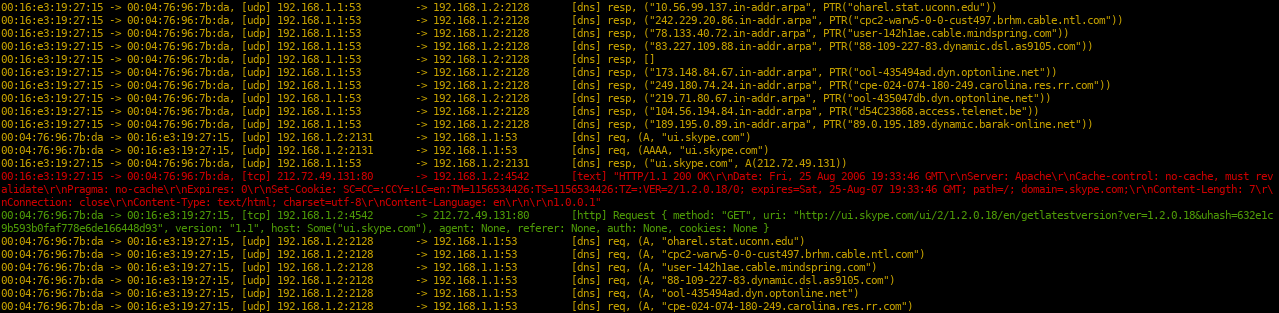 00:16:e3:19:27:15 -> 00:04:76:96:7b:da, [udp] 192.168.1.1:53 -> 192.168.1.2:2128 [dns] resp, ("10.56.99.137.in-addr.arpa", PTR("oharel.stat.uconn.edu"))
00:16:e3:19:27:15 -> 00:04:76:96:7b:da, [udp] 192.168.1.1:53 -> 192.168.1.2:2128 [dns] resp, ("242.229.20.86.in-addr.arpa", PTR("cpc2-warw5-0-0-cust497.brhm.cable.ntl.com"))
00:16:e3:19:27:15 -> 00:04:76:96:7b:da, [udp] 192.168.1.1:53 -> 192.168.1.2:2128 [dns] resp, ("78.133.40.72.in-addr.arpa", PTR("user-142h1ae.cable.mindspring.com"))
00:16:e3:19:27:15 -> 00:04:76:96:7b:da, [udp] 192.168.1.1:53 -> 192.168.1.2:2128 [dns] resp, ("83.227.109.88.in-addr.arpa", PTR("88-109-227-83.dynamic.dsl.as9105.com"))
00:16:e3:19:27:15 -> 00:04:76:96:7b:da, [udp] 192.168.1.1:53 -> 192.168.1.2:2128 [dns] resp, []
00:16:e3:19:27:15 -> 00:04:76:96:7b:da, [udp] 192.168.1.1:53 -> 192.168.1.2:2128 [dns] resp, ("173.148.84.67.in-addr.arpa", PTR("ool-435494ad.dyn.optonline.net"))
00:16:e3:19:27:15 -> 00:04:76:96:7b:da, [udp] 192.168.1.1:53 -> 192.168.1.2:2128 [dns] resp, ("249.180.74.24.in-addr.arpa", PTR("cpe-024-074-180-249.carolina.res.rr.com"))
00:16:e3:19:27:15 -> 00:04:76:96:7b:da, [udp] 192.168.1.1:53 -> 192.168.1.2:2128 [dns] resp, ("219.71.80.67.in-addr.arpa", PTR("ool-435047db.dyn.optonline.net"))
00:16:e3:19:27:15 -> 00:04:76:96:7b:da, [udp] 192.168.1.1:53 -> 192.168.1.2:2128 [dns] resp, ("104.56.194.84.in-addr.arpa", PTR("d54C23868.access.telenet.be"))
00:16:e3:19:27:15 -> 00:04:76:96:7b:da, [udp] 192.168.1.1:53 -> 192.168.1.2:2128 [dns] resp, ("189.195.0.89.in-addr.arpa", PTR("89.0.195.189.dynamic.barak-online.net"))
00:04:76:96:7b:da -> 00:16:e3:19:27:15, [udp] 192.168.1.2:2131 -> 192.168.1.1:53 [dns] req, (A, "ui.skype.com")
00:04:76:96:7b:da -> 00:16:e3:19:27:15, [udp] 192.168.1.2:2131 -> 192.168.1.1:53 [dns] req, (AAAA, "ui.skype.com")
00:16:e3:19:27:15 -> 00:04:76:96:7b:da, [udp] 192.168.1.1:53 -> 192.168.1.2:2131 [dns] resp, ("ui.skype.com", A(212.72.49.131))
00:16:e3:19:27:15 -> 00:04:76:96:7b:da, [tcp] 212.72.49.131:80 -> 192.168.1.2:4542 [text] "HTTP/1.1 200 OK\r\nDate: Fri, 25 Aug 2006 19:33:46 GMT\r\nServer: Apache\r\nCache-control: no-cache, must rev
alidate\r\nPragma: no-cache\r\nExpires: 0\r\nSet-Cookie: SC=CC=:CCY=:LC=en:TM=1156534426:TS=1156534426:TZ=:VER=2/1.2.0.18/0; expires=Sat, 25-Aug-07 19:33:46 GMT; path=/; domain=.skype.com;\r\nContent-Length: 7\r\
nConnection: close\r\nContent-Type: text/html; charset=utf-8\r\nContent-Language: en\r\n\r\n1.0.0.1"
00:04:76:96:7b:da -> 00:16:e3:19:27:15, [tcp] 192.168.1.2:4542 -> 212.72.49.131:80 [http] Request { method: "GET", uri: "http://ui.skype.com/ui/2/1.2.0.18/en/getlatestversion?ver=1.2.0.18&uhash=632e1c
9b593b0faf778e6de166448d93", version: "1.1", host: Some("ui.skype.com"), agent: None, referer: None, auth: None, cookies: None }
00:04:76:96:7b:da -> 00:16:e3:19:27:15, [udp] 192.168.1.2:2128 -> 192.168.1.1:53 [dns] req, (A, "oharel.stat.uconn.edu")
00:04:76:96:7b:da -> 00:16:e3:19:27:15, [udp] 192.168.1.2:2128 -> 192.168.1.1:53 [dns] req, (A, "cpc2-warw5-0-0-cust497.brhm.cable.ntl.com")
00:04:76:96:7b:da -> 00:16:e3:19:27:15, [udp] 192.168.1.2:2128 -> 192.168.1.1:53 [dns] req, (A, "user-142h1ae.cable.mindspring.com")
00:04:76:96:7b:da -> 00:16:e3:19:27:15, [udp] 192.168.1.2:2128 -> 192.168.1.1:53 [dns] req, (A, "88-109-227-83.dynamic.dsl.as9105.com")
00:04:76:96:7b:da -> 00:16:e3:19:27:15, [udp] 192.168.1.2:2128 -> 192.168.1.1:53 [dns] req, (A, "ool-435494ad.dyn.optonline.net")
00:04:76:96:7b:da -> 00:16:e3:19:27:15, [udp] 192.168.1.2:2128 -> 192.168.1.1:53 [dns] req, (A, "cpe-024-074-180-249.carolina.res.rr.com")